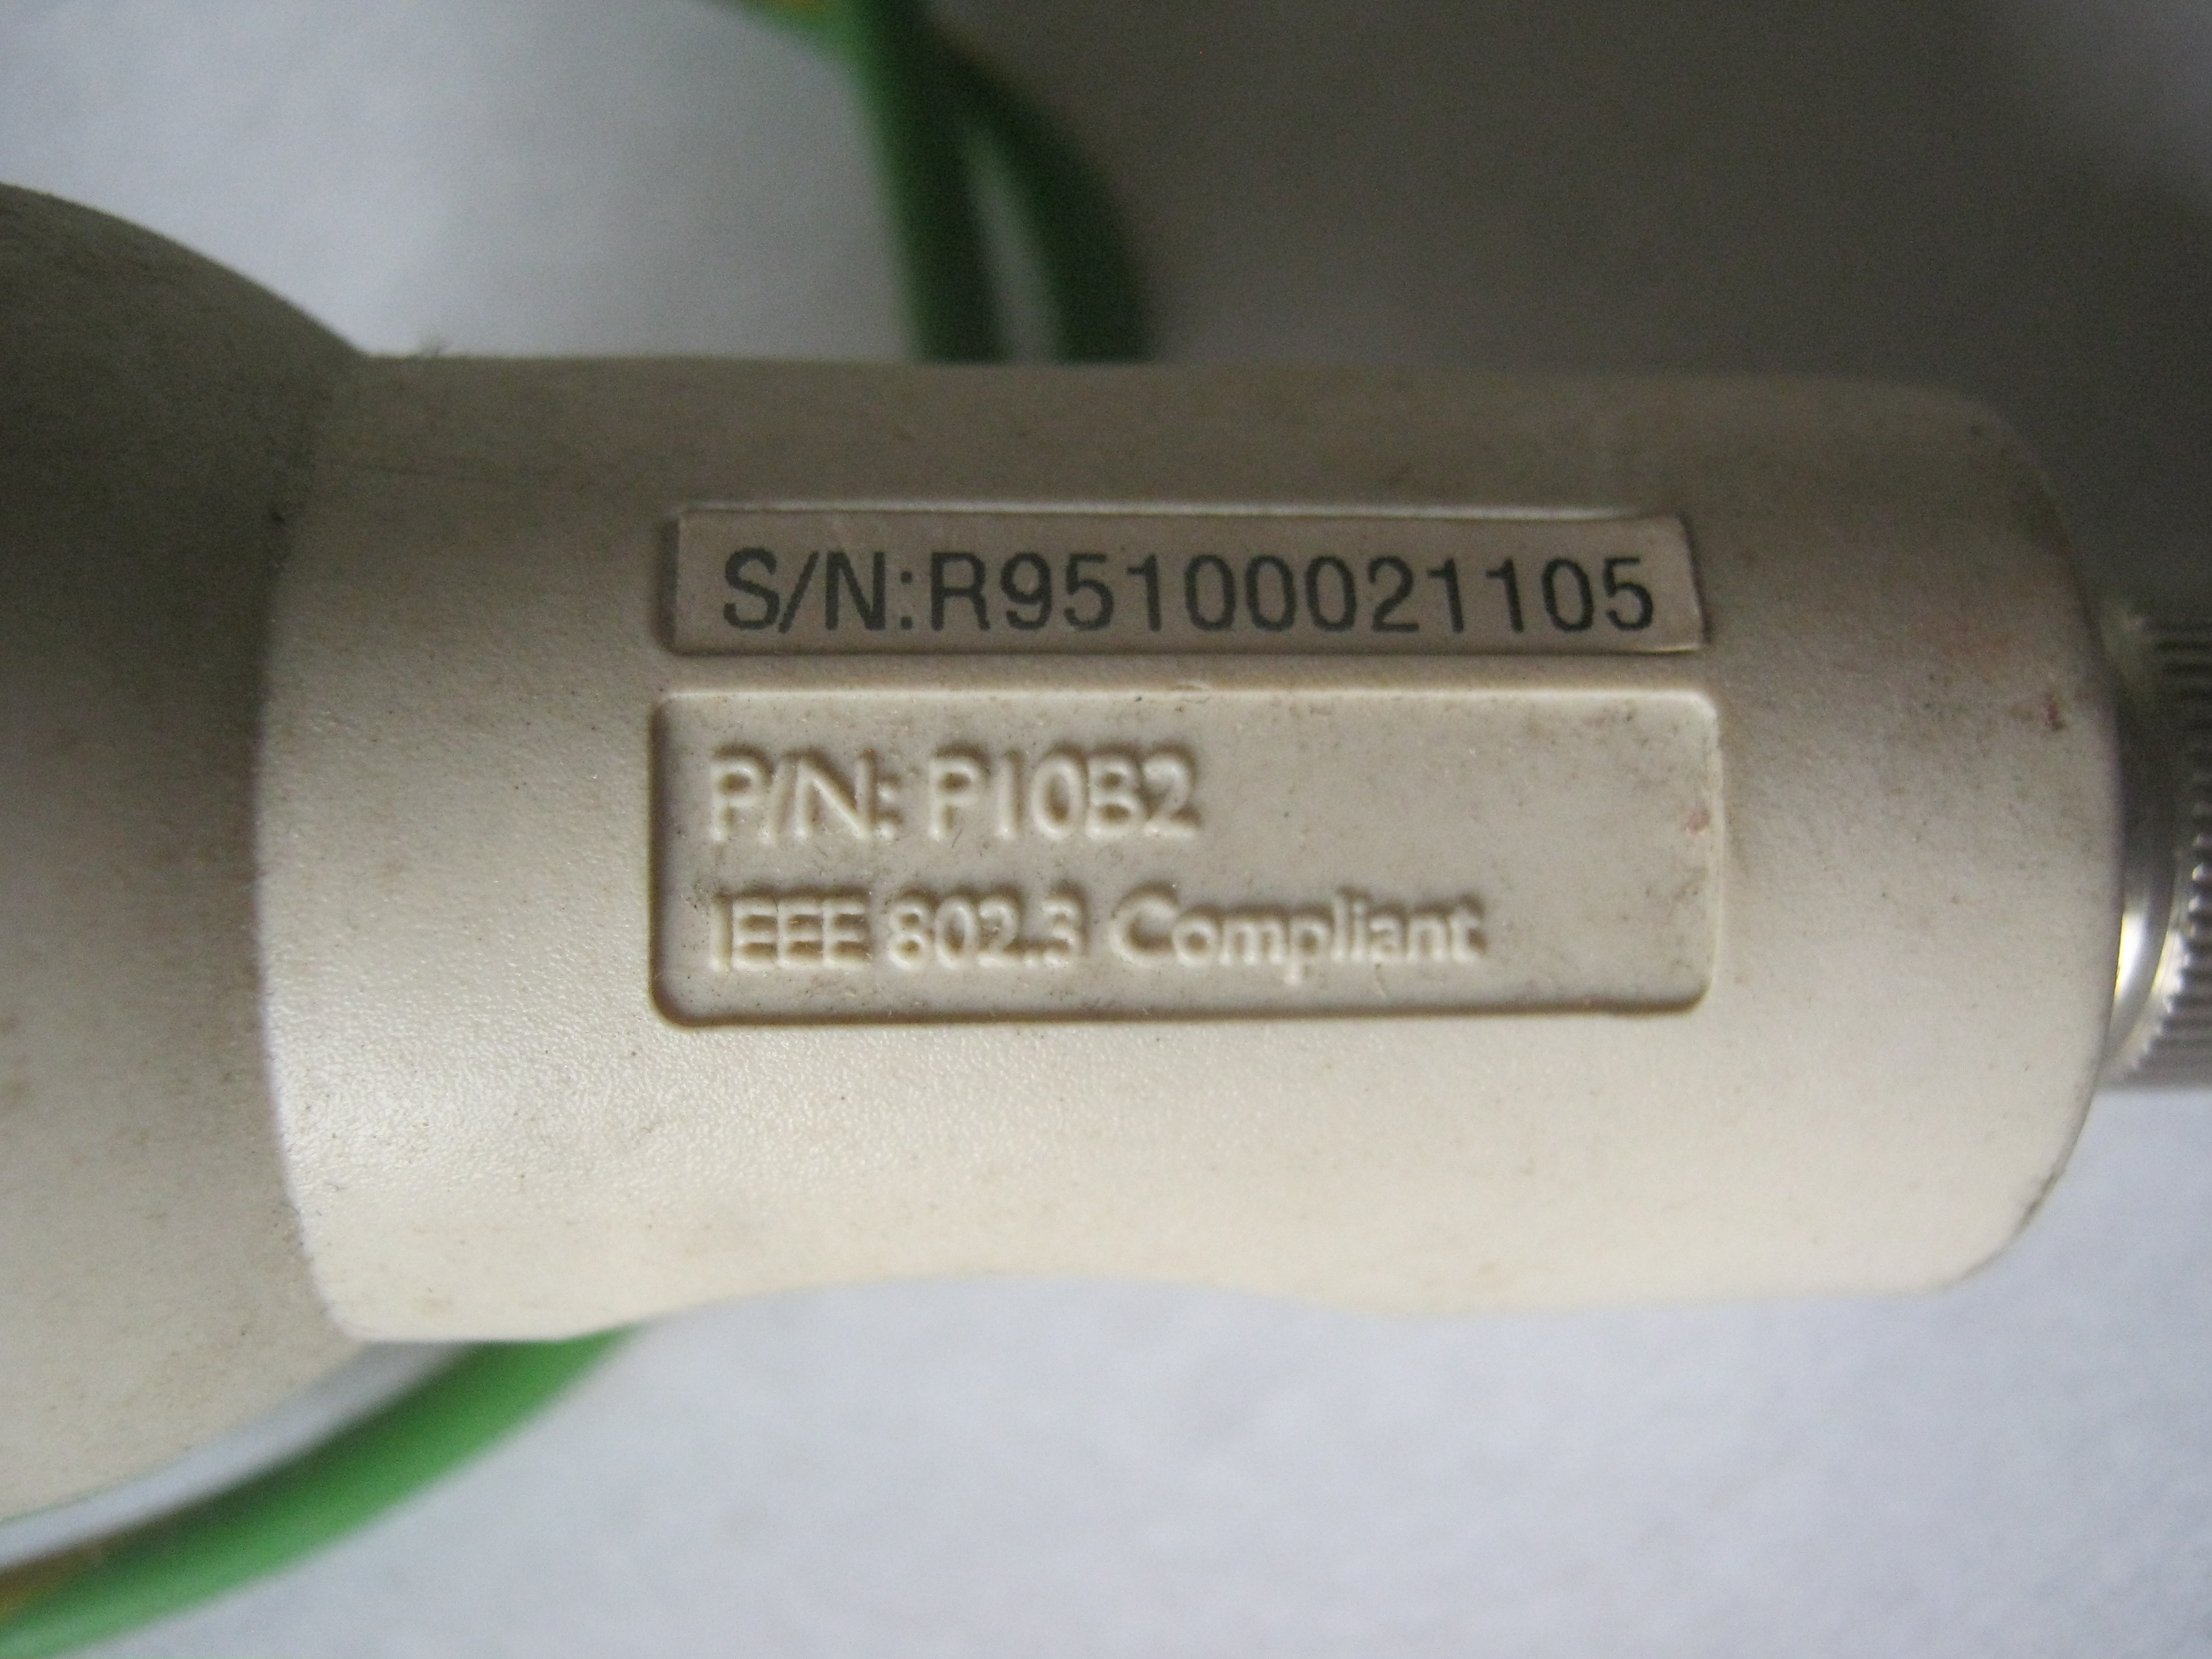 S/N:R95100021105
P/N: P10B2
IEEE 802.3 Compliant